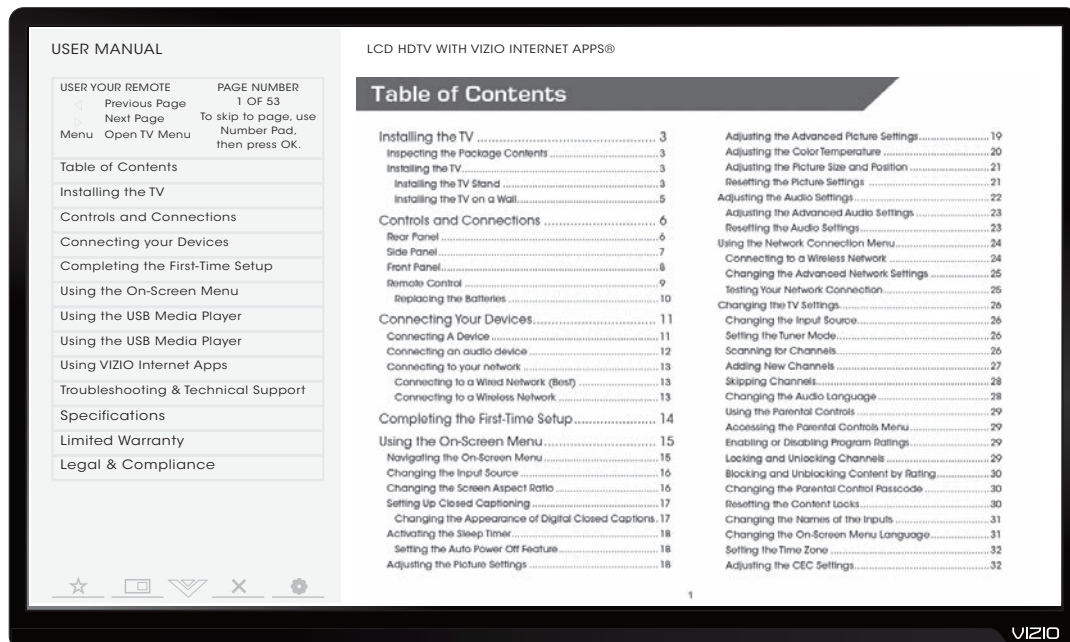 USER MANUAL
USER YOUR REMOTE
Previous Page
Next Page
Menu Open TV Menu
PAGE NUMBER
1 OF 53
To skip to page, use
Number Pad,
then press OK.
Table of Contents
Installing the TV
Controls and Connections
Connecting your Devices
Completing the First-Time Setup
Using the On-Screen Menu
Using the USB Media Player
Using the USB Media Player
Using VIZIO Internet Apps
Troubleshooting & Technical Support
Specifications
Limited Warranty
Legal & Compliance
LCD HDTV WITH VIZIO INTERNET APPS®
Table of Contents
Installing the TV ... 3
Inspecting the Package Contents ... 3
Installing the TV ... 3
Installing the TV Stand ... 3
Installing the TV on a Wall ... 5
Controls and Connections ... 6
Rear Panel ... 6
Side Panel ... 7
Front Panel ... 8
Remote Control ... 9
Replacing the Batteries ... 10
Connecting Your Devices ... 11
Connecting A Device ... 11
Connecting an audio device ... 12
Connecting to your network ... 13
Connecting to a Wired Network (Best) ... 13
Connecting to a Wireless Network ... 13
Completing the First-Time Setup ... 14
Using the On-Screen Menu ... 15
Navigating the On-Screen Menu ... 15
Changing the Input Source ... 16
Changing the Screen Aspect Ratio ... 16
Setting Up Closed Captioning ... 17
Changing the Appearance of Digital Closed Captions. 17
Activating the Sleep Timer ... 18
Setting the Auto Power Off Feature ... 18
Adjusting the Picture Settings ... 18
Adjusting the Advanced Picture Settings ... 19
Adjusting the Color Temperature ... 20
Adjusting the Picture Size and Position ... 21
Resetting the Picture Settings ... 21
Adjusting the Audio Settings ... 22
Adjusting the Advanced Audio Settings ... 23
Resetting the Audio Settings ... 23
Using the Network Connection Menu ... 24
Connecting to a Wireless Network ... 24
Changing the Advanced Network Settings ... 25
Testing Your Network Connection ... 25
Changing the TV Settings ... 26
Changing the Input Source ... 26
Setting the Tuner Mode ... 26
Scanning for Channels ... 26
Adding New Channels ... 27
Skipping Channels ... 28
Changing the Audio Language ... 28
Using the Parental Controls ... 29
Accessing the Parental Controls Menu ... 29
Enabling or Disabling Program Ratings ... 29
Locking and Unlocking Channels ... 29
Blocking and Unblocking Content by Rating ... 30
Changing the Parental Control Passcode ... 30
Resetting the Content Locks ... 30
Changing the Names of the Inputs ... 31
Changing the On-Screen Menu Language ... 31
Setting the Time Zone ... 32
Adjusting the CEC Settings ... 32
1
VIZIO